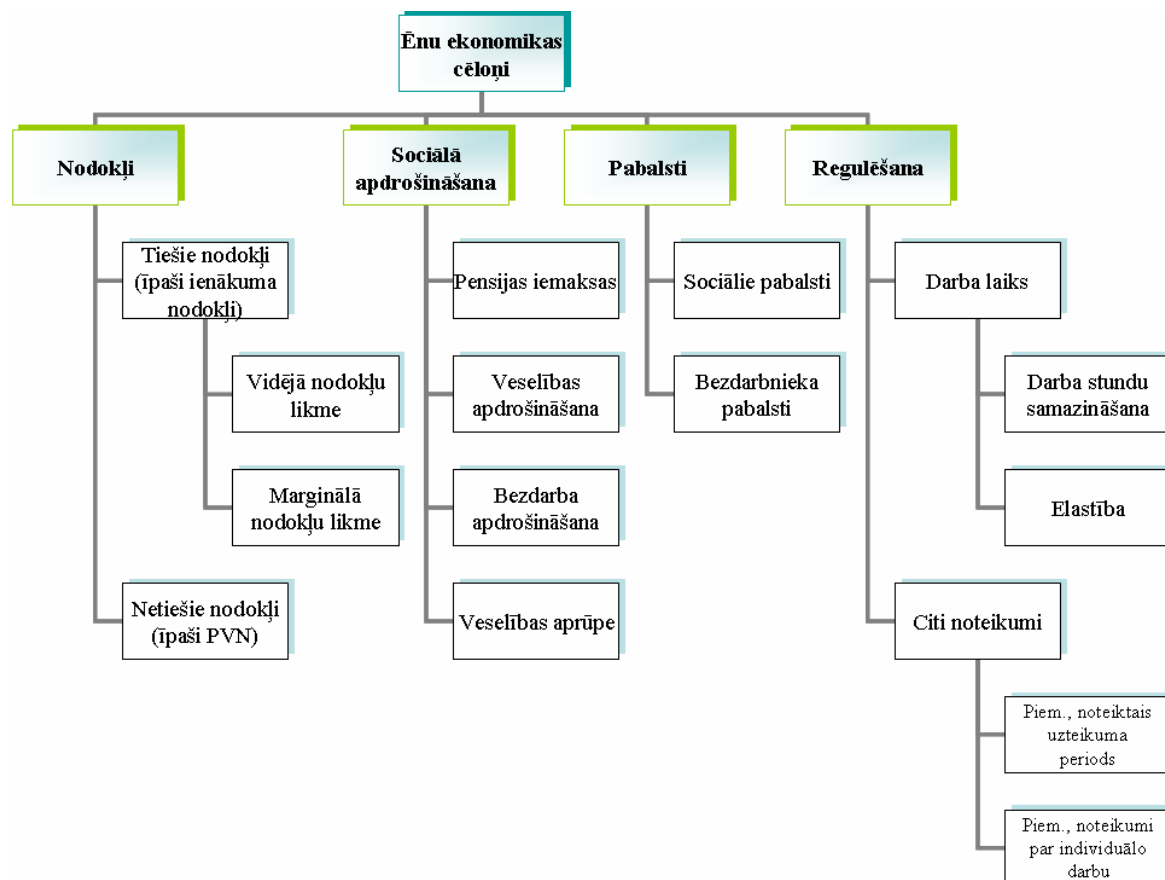 Ēnu ekonomikas
cēloņi
Nodokļi
Sociālā
apdrošināšana
Pabalsti
Regulēšana
Tiešie nodokļi
(īpaši ienākuma
nodokļi)
Pensijas iemaksas
Sociālie pabalsti
Darba laiks
Vidējā nodokļu
likme
Veselības
apdrošināšana
Bezdarbnieka
pabalsti
Darba stundu
samazināšana
Marginālā
nodokļu likme
Bezdarba
apdrošināšana
Elastība
Netiešie nodokļi
(īpaši PVN)
Veselības aprūpe
Citi noteikumi
Piem., noteiktais
uzteikuma
periods
Piem., noteikumi
par individuālo
darbu